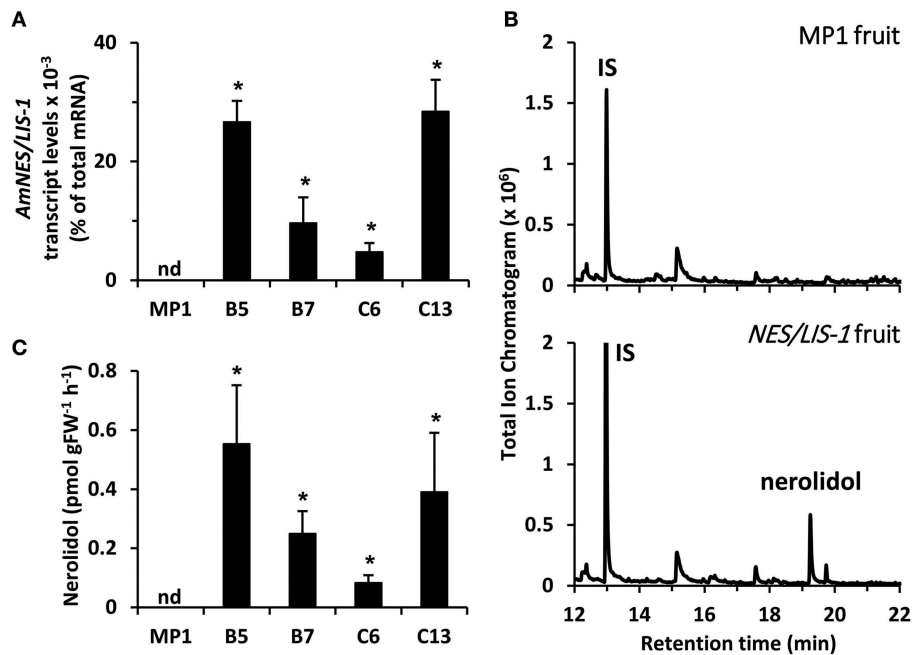 A
AmNES/LIS-1
transcript levels x 10⁻³
(% of total mRNA)
40
20
0
nd
*
*
*
*
MP1 B5 B7 C6 C13
C
Nerolidol (pmol gFW⁻¹ h⁻¹)
0.8
0.6
0.4
0.2
0
nd
*
*
*
*
MP1 B5 B7 C6 C13
B
Total Ion Chromatogram (x 10⁶)
MP1 fruit
IS
2
1.5
1
0.5
0
NES/LIS-1 fruit
IS
nerolidol
2
1.5
1
0.5
0
12 14 16 18 20 22
Retention time (min)